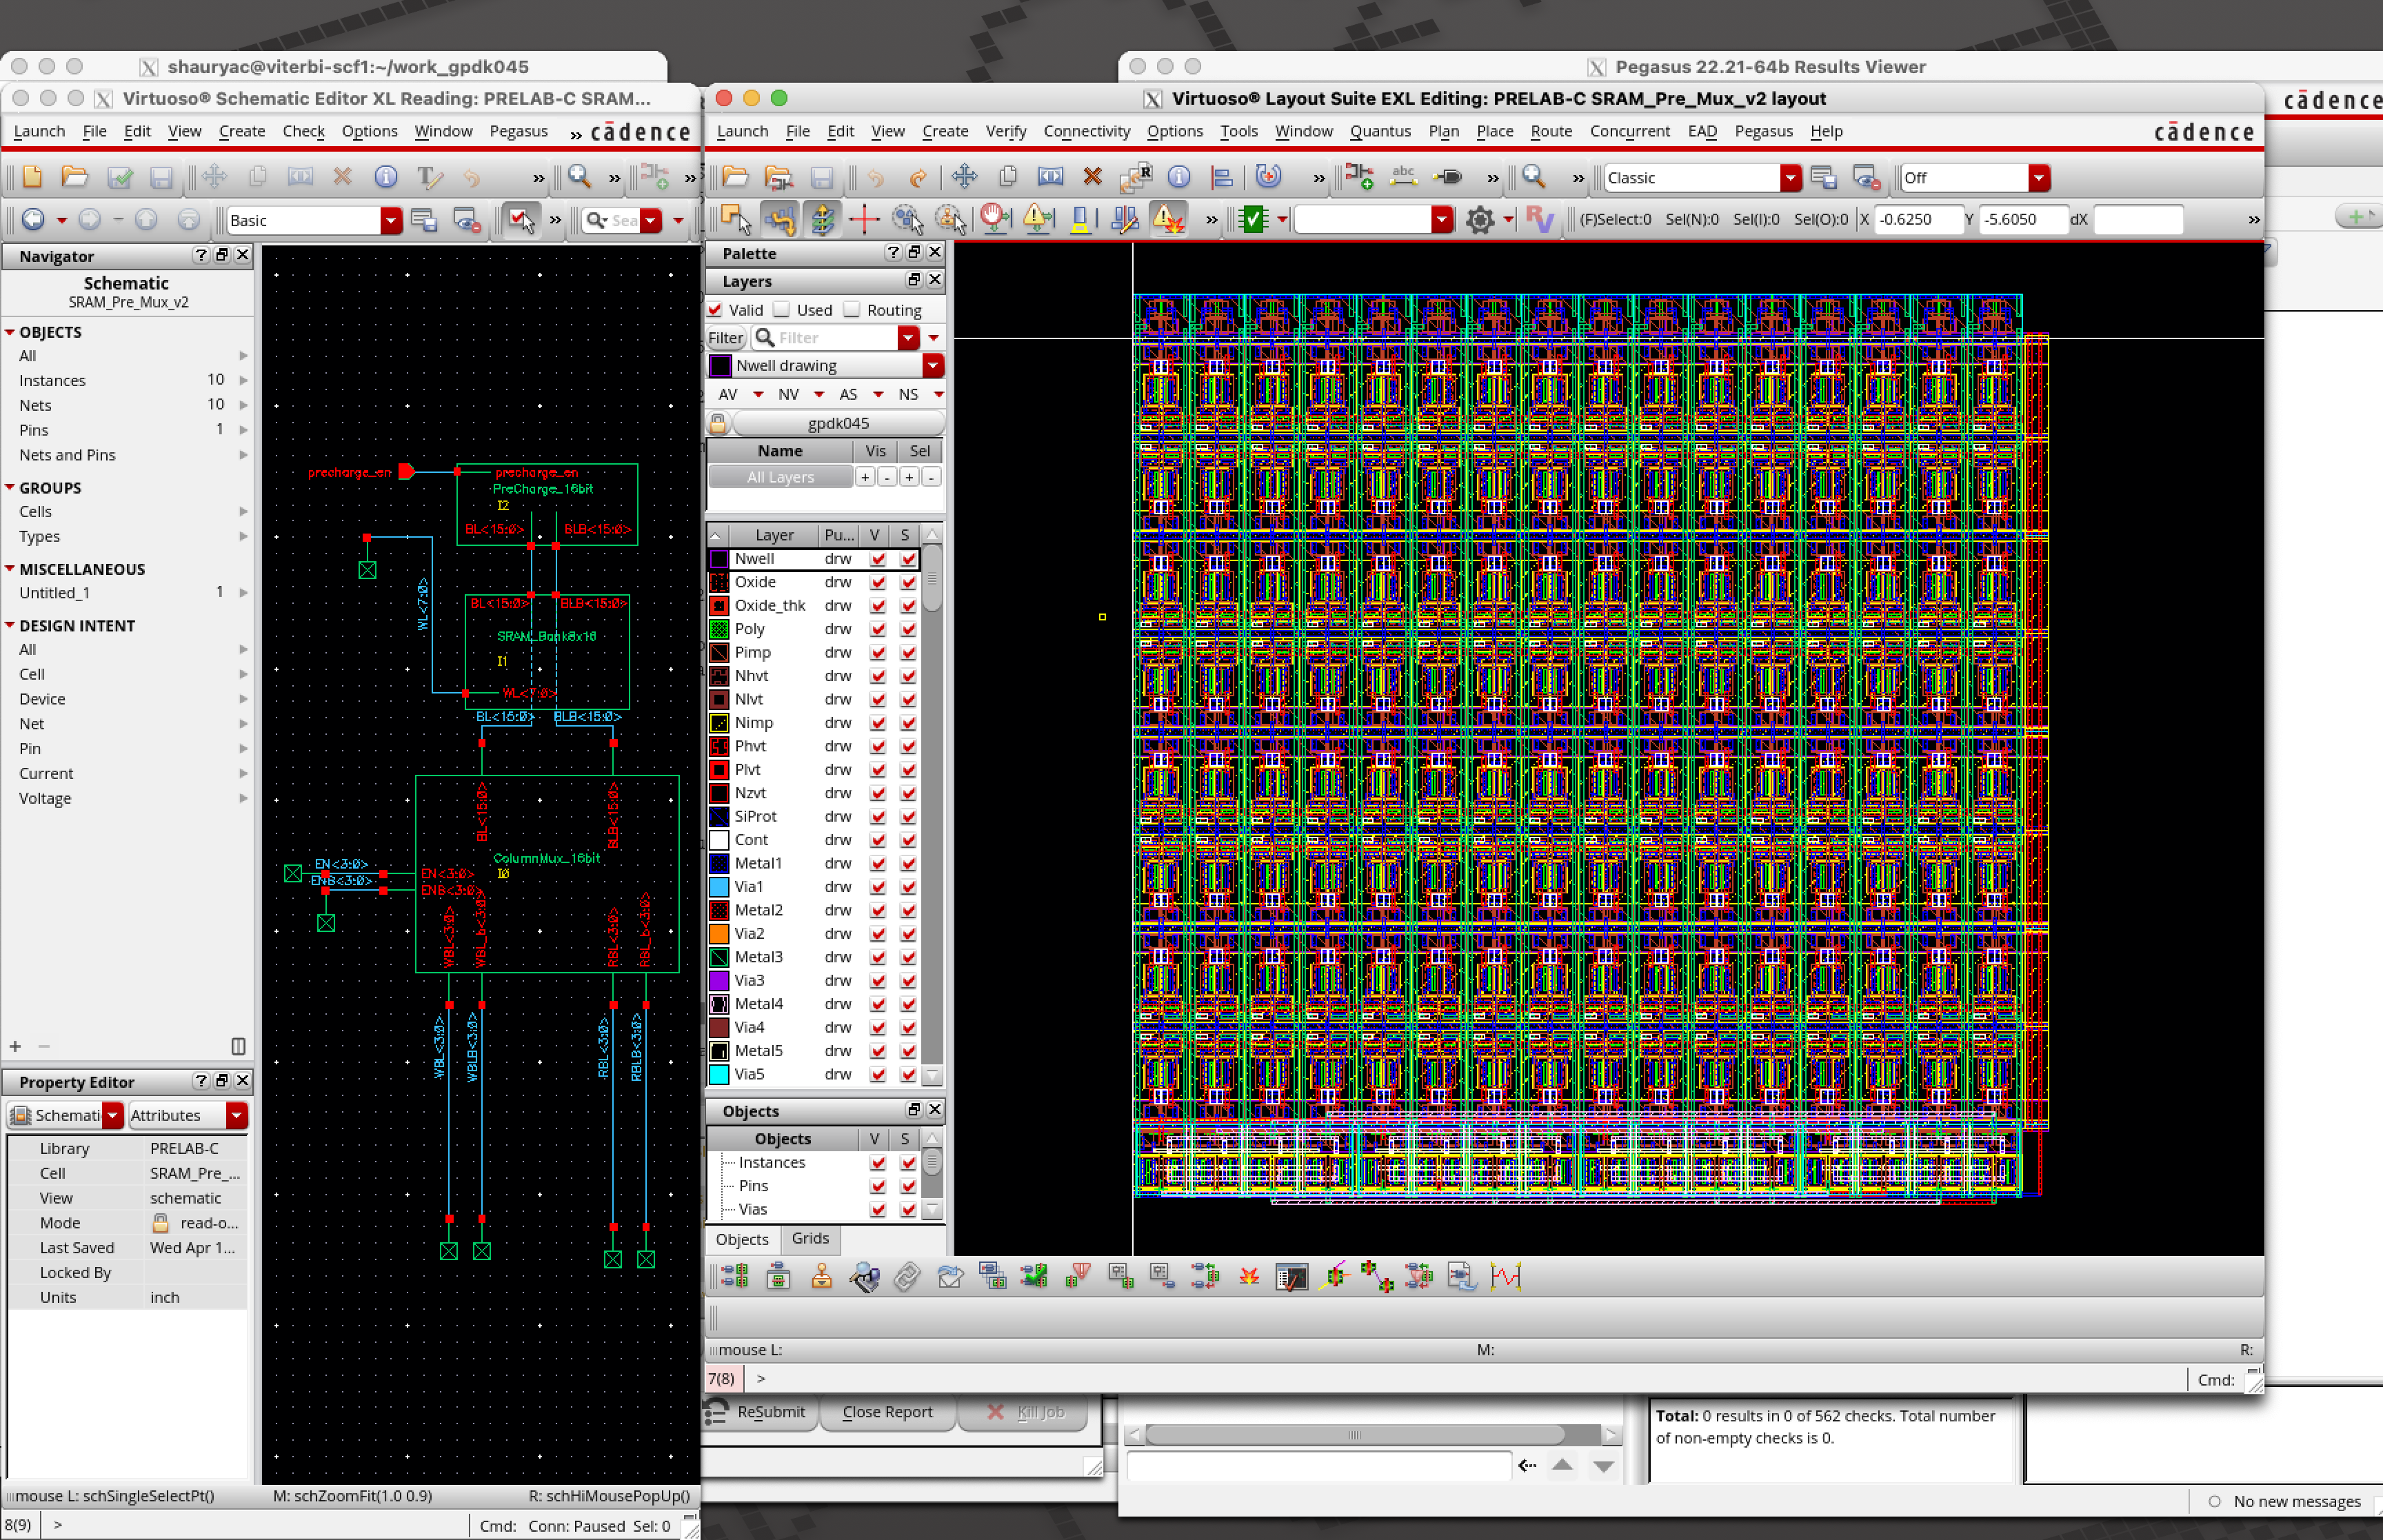 shauryac@viterbi-scf1:~/work_gpdk045
Pegasus 22.21-64b Results Viewer
Virtuoso® Schematic Editor XL Reading: PRELAB-C SRAM...
Virtuoso® Layout Suite EXL Editing: PRELAB-C SRAM_Pre_Mux_v2 layout
cādence
Launch File Edit View Create Check Options Window Pegasus » cādence
Launch File Edit View Create Verify Connectivity Options Tools Window Quantus Plan Place Route Concurrent EAD Pegasus Help cādence
Classic
Off
Basic
Sea
(F)Select:0 Sel(N):0 Sel(I):0 Sel(O):0 X -0.6250 Y -5.6050 dX
Navigator
Schematic
SRAM_Pre_Mux_v2
OBJECTS
All
Instances 10
Nets 10
Pins 1
Nets and Pins
GROUPS
Cells
Types
MISCELLANEOUS
Untitled_1 1
DESIGN INTENT
All
Cell
Device
Net
Pin
Current
Voltage
Property Editor
Schemati Attributes
Library PRELAB-C
Cell SRAM_Pre_...
View schematic
Mode read-o...
Last Saved Wed Apr 1...
Locked By
Units inch
precharge_en
precharge_en
PreCharge_16bit
I2
BL<15:0> BLB<15:0>
WL<7:0>
BL<15:0> BLB<15:0>
SRAM_Bank8x16
I1
WL<7:0>
BL<15:0> BLB<15:0>
BL<15:0> BLB<15:0>
ColumnMux_16bit
I0
EN<3:0>
ENB<3:0>
EN<3:0>
ENB<3:0>
WBL<3:0> WBL_b<3:0> RBL<3:0> RBL_b<3:0>
WBL<3:0> WBLB<3:0> RBL<3:0> RBLB<3:0>
mouse L: schSingleSelectPt() M: schZoomFit(1.0 0.9) R: schHiMousePopUp()
8(9) > Cmd: Conn: Paused Sel: 0
Palette
Layers
Valid Used Routing
Filter Filter
Nwell drawing
AV NV AS NS
gpdk045
Name Vis Sel
All Layers + - + -
Layer Pu... V S
Nwell drw
Oxide drw
Oxide_thk drw
Poly drw
Pimp drw
Nhvt drw
Nlvt drw
Nimp drw
Phvt drw
Plvt drw
Nzvt drw
SiProt drw
Cont drw
Metal1 drw
Via1 drw
Metal2 drw
Via2 drw
Metal3 drw
Via3 drw
Metal4 drw
Via4 drw
Metal5 drw
Via5 drw
Objects
Objects V S
Instances
Pins
Vias
Objects Grids
mouse L: M: R:
7(8) > Cmd:
ReSubmit Close Report Kill Job
Total: 0 results in 0 of 562 checks. Total number
of non-empty checks is 0.
No new messages